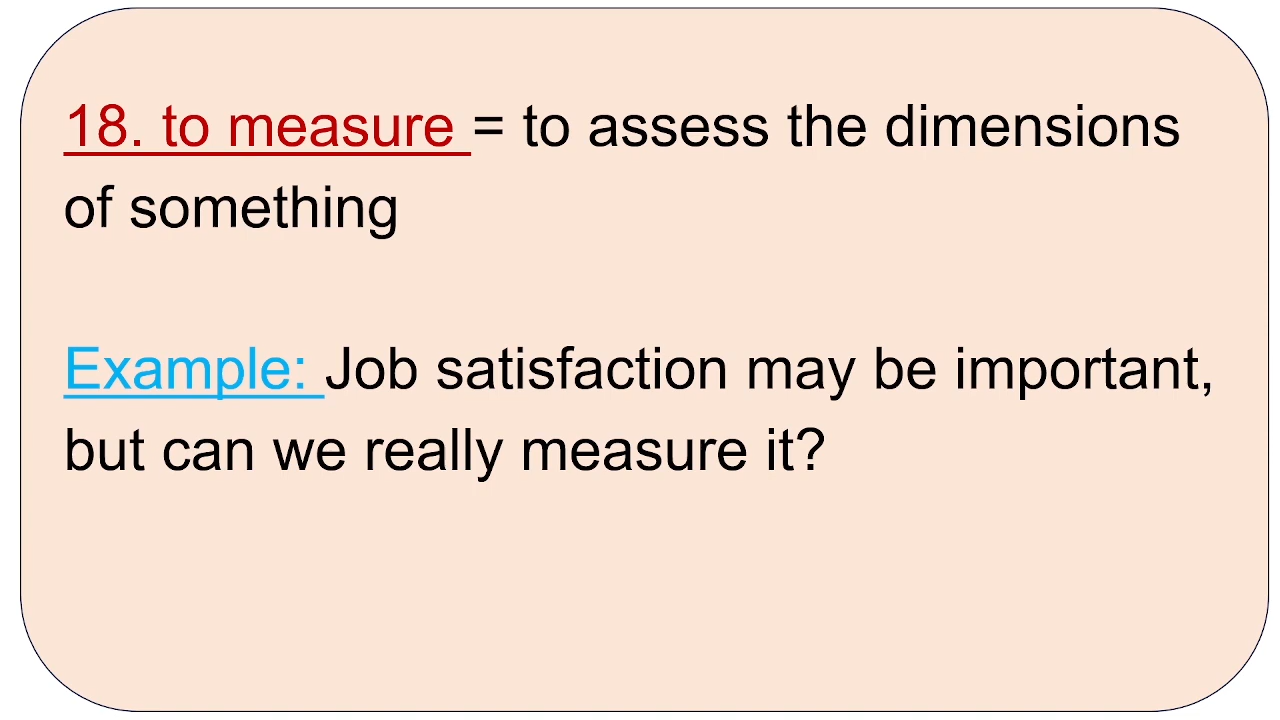 18. to measure = to assess the dimensions
of something
Example: Job satisfaction may be important,
but can we really measure it?